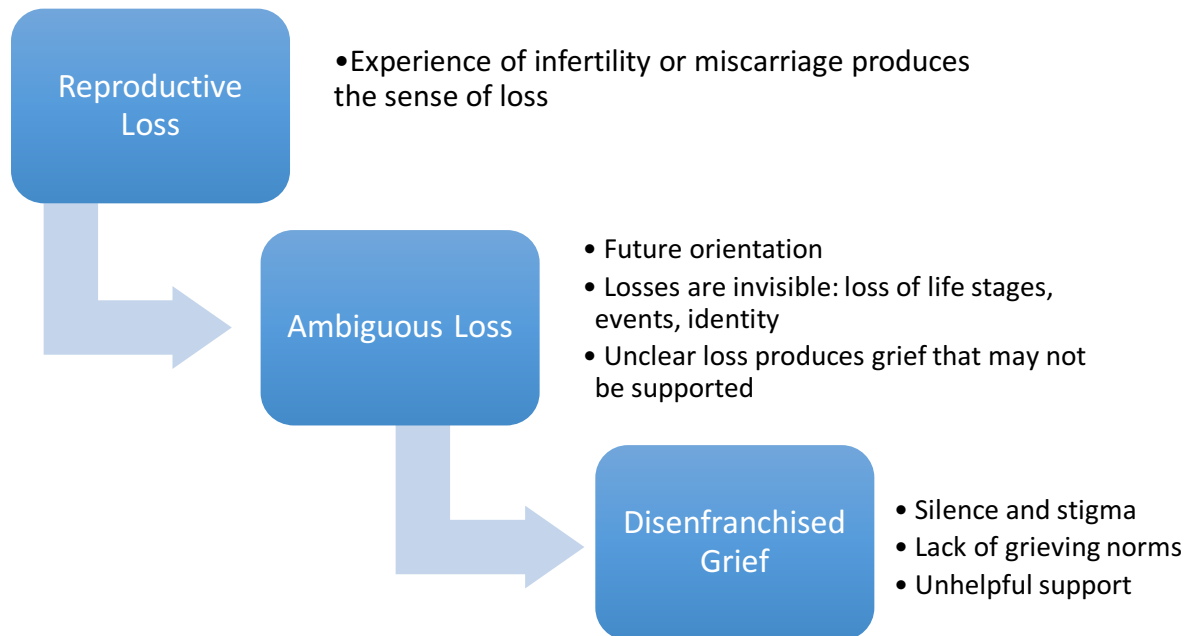 Reproductive
Loss
•Experience of infertility or miscarriage produces
the sense of loss
Ambiguous Loss
• Future orientation
• Losses are invisible: loss of life stages,
events, identity
• Unclear loss produces grief that may not
be supported
Disenfranchised
Grief
• Silence and stigma
• Lack of grieving norms
• Unhelpful support